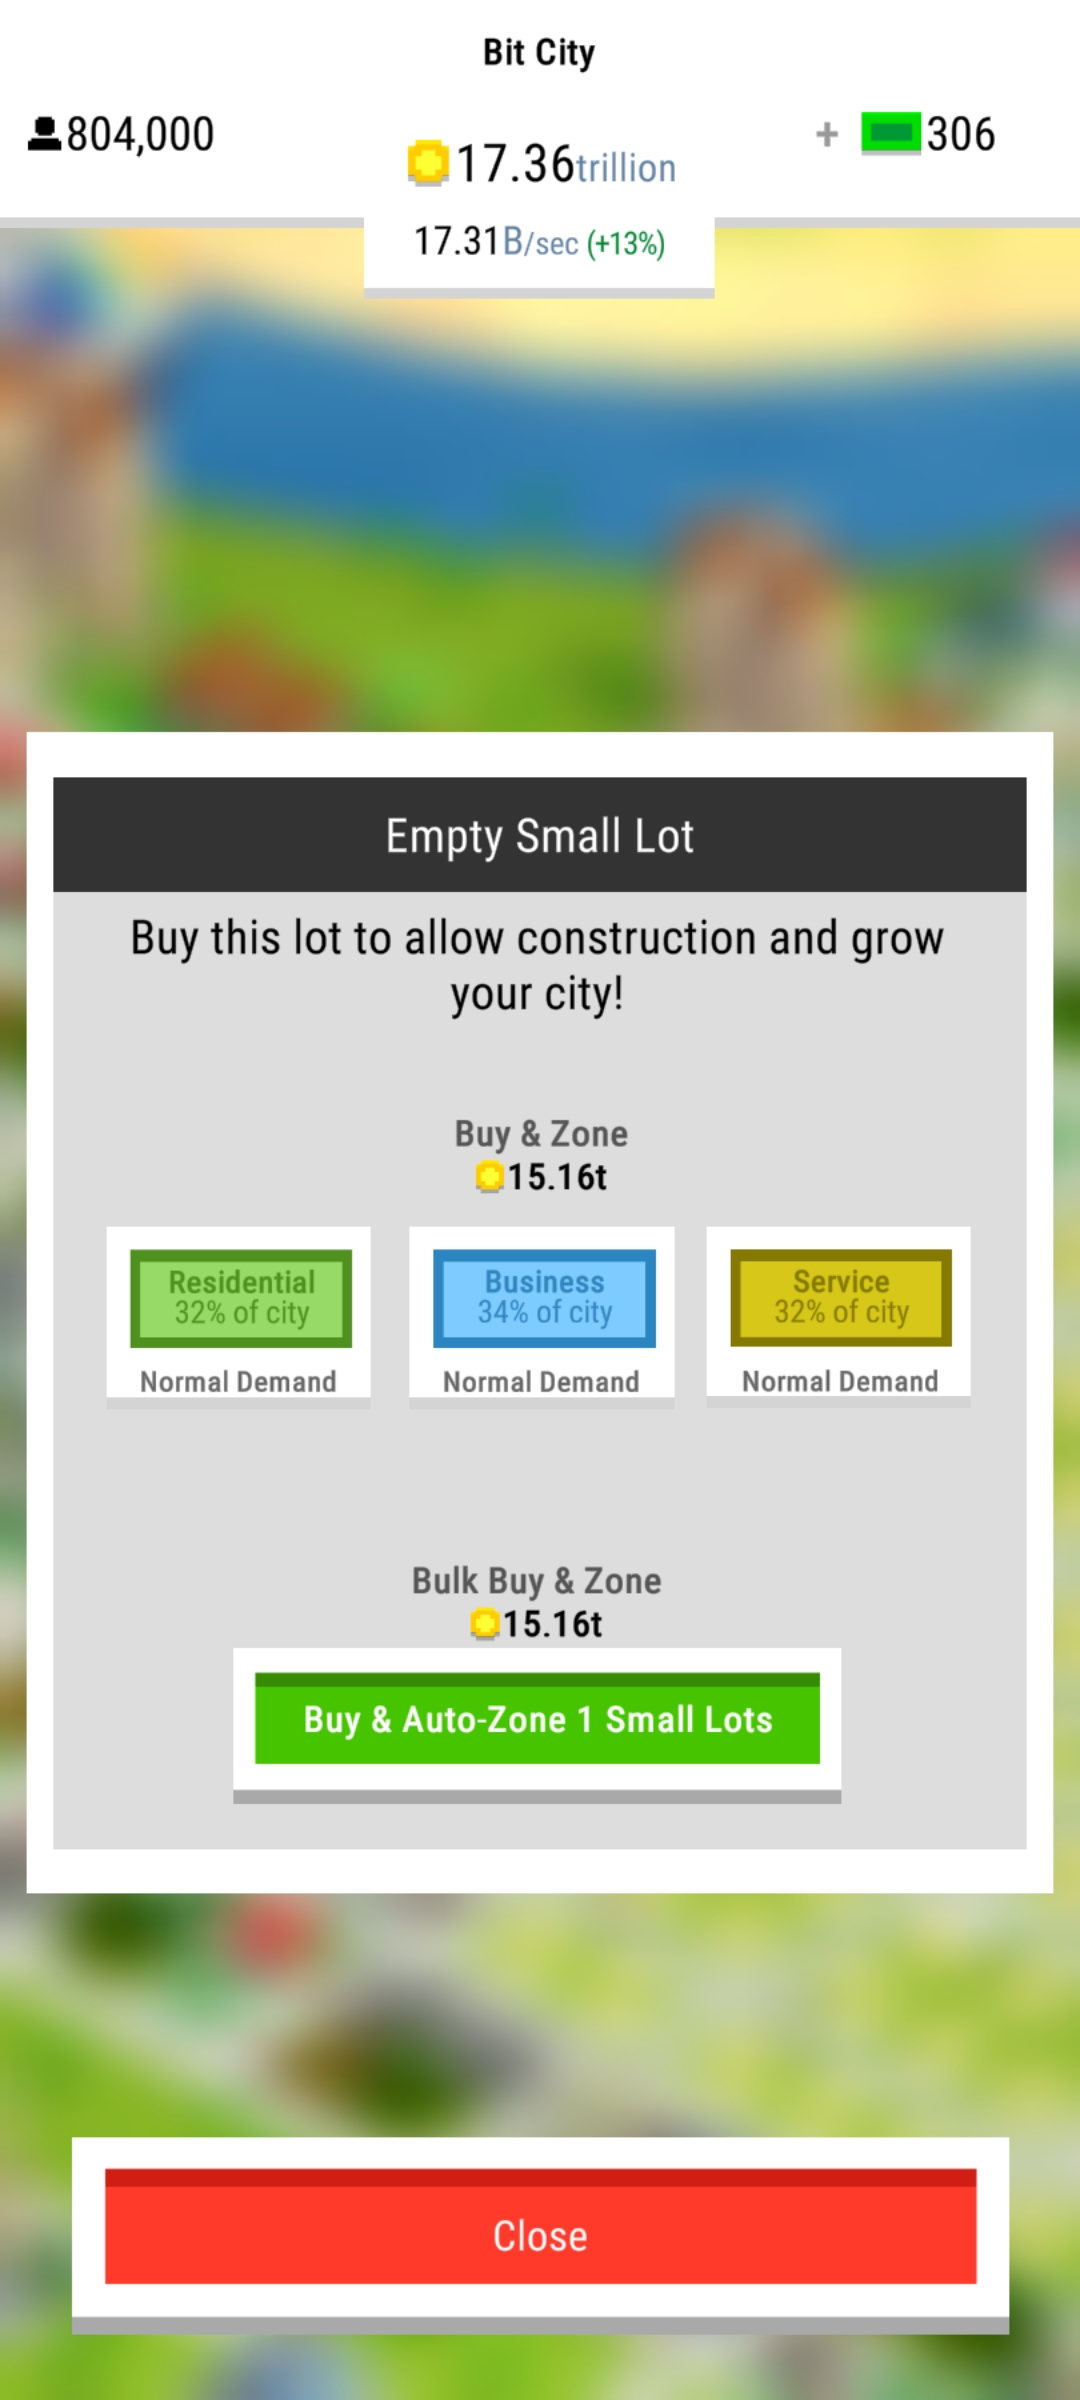 Bit City
804,000
17.36trillion
+ 306
17.31B/sec (+13%)
Empty Small Lot
Buy this lot to allow construction and grow
your city!
Buy & Zone
15.16t
Residential
32% of city
Normal Demand
Business
34% of city
Normal Demand
Service
32% of city
Normal Demand
Bulk Buy & Zone
15.16t
Buy & Auto-Zone 1 Small Lots
Close